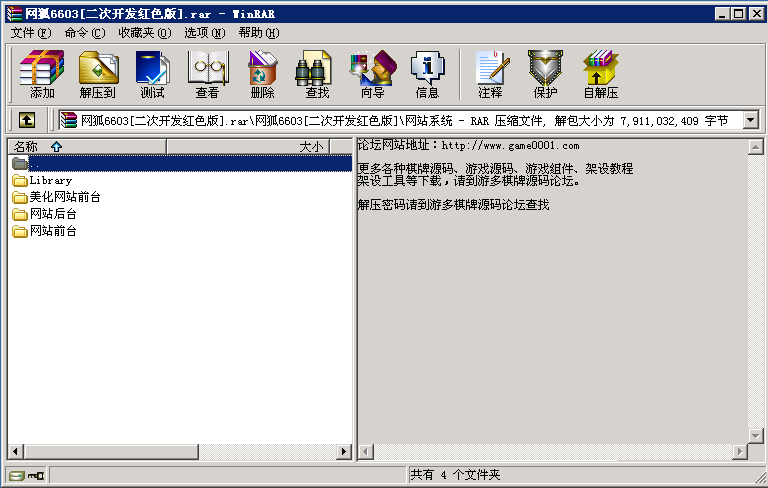 网狐6603[二次开发红色版].rar - WinRAR
文件(F) 命令(C) 收藏夹(O) 选项(N) 帮助(H)
添加 解压到 测试 查看 删除 查找 向导 信息 注释 保护 自解压
网狐6603[二次开发红色版].rar\网狐6603[二次开发红色版]\网站系统 - RAR 压缩文件, 解包大小为 7,911,032,409 字节
名称 大小
..
Library
美化网站前台
网站后台
网站前台
论坛网站地址：http://www.game0001.com
更多各种棋牌源码、游戏源码、游戏组件、架设教程
架设工具等下载，请到游多棋牌源码论坛。
解压密码请到游多棋牌源码论坛查找
共有 4 个文件夹